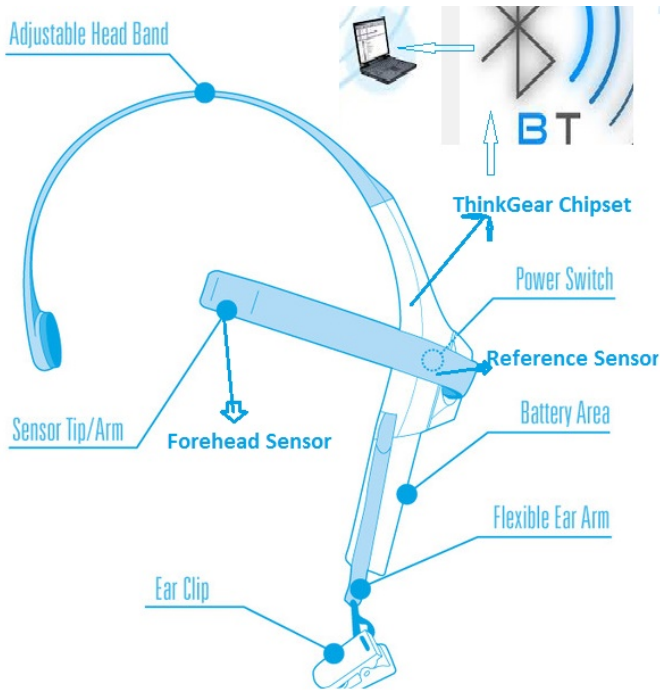 Adjustable Head Band
BT
ThinkGear Chipset
Power Switch
Reference Sensor
Sensor Tip/Arm
Forehead Sensor
Battery Area
Flexible Ear Arm
Ear Clip